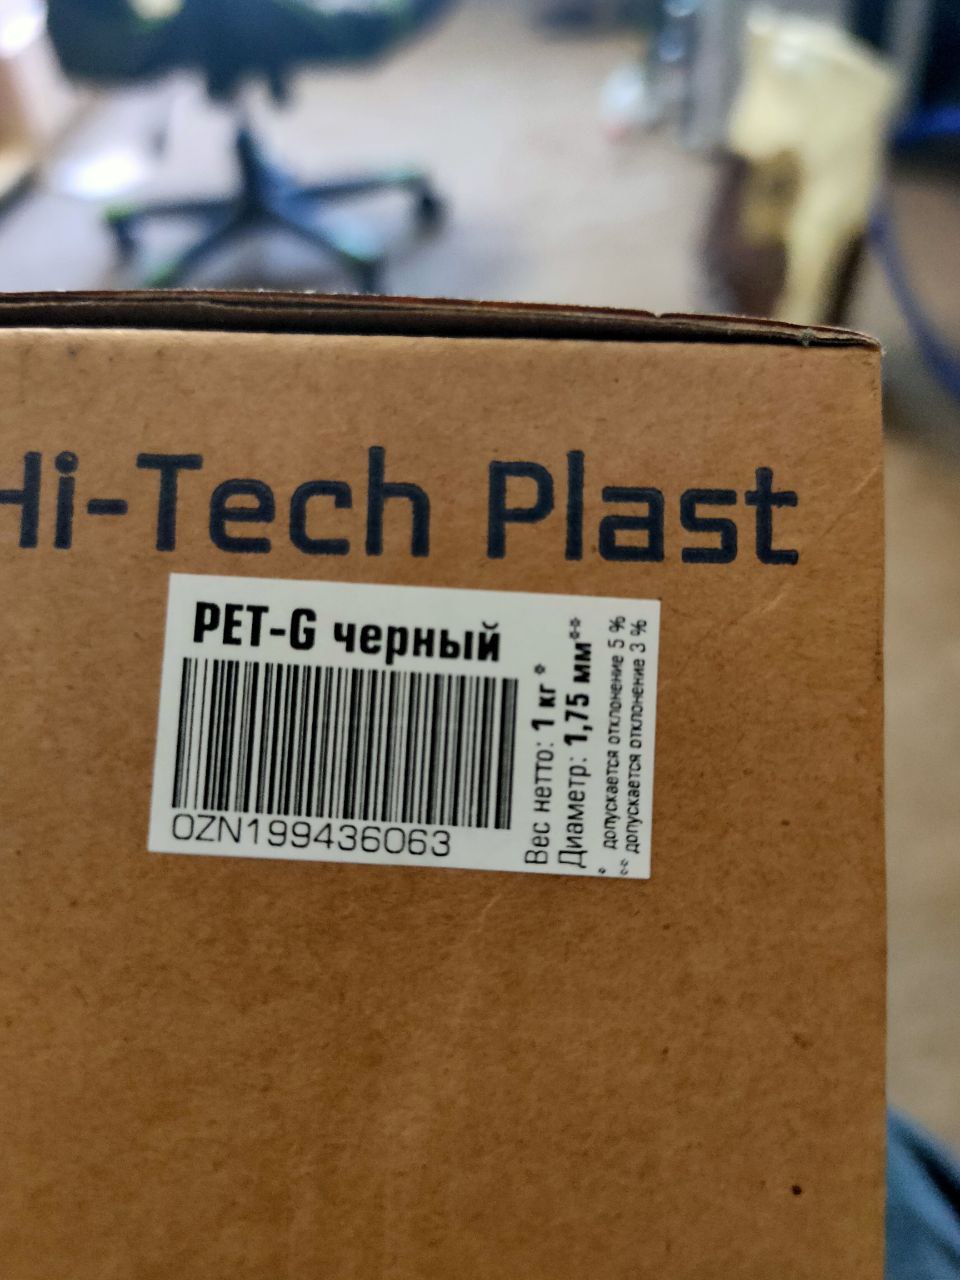 Hi-Tech Plast
PET-G черный
OZN199436063
Вес нетто: 1 кг*
Диаметр: 1,75 мм**
* допускается отклонение 5 %
** допускается отклонение 3 %